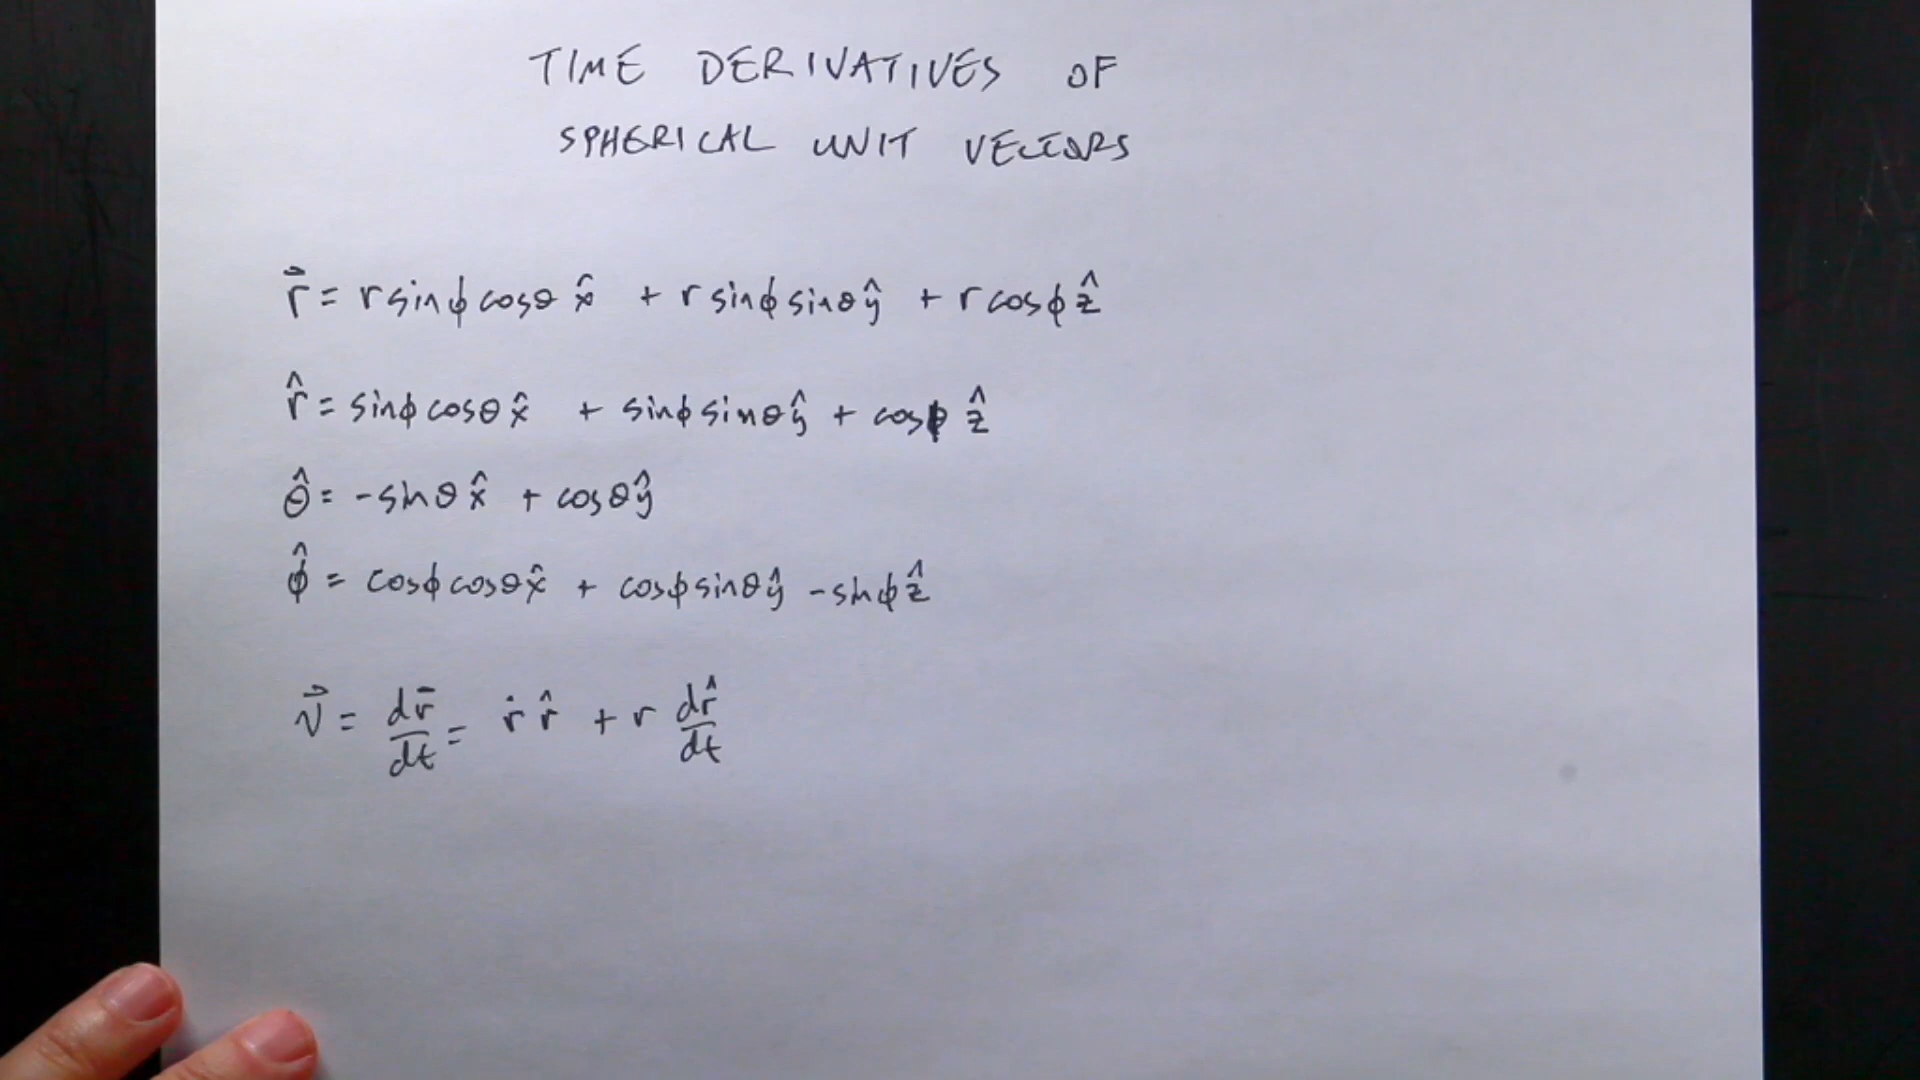 TIME DERIVATIVES OF
SPHERICAL UNIT VECTORS
r⃗ = r sinϕ cosθ x̂ + r sinϕ sinθ ŷ + r cosϕ ẑ
r̂ = sinϕ cosθ x̂ + sinϕ sinθ ŷ + cosϕ ẑ
θ̂ = -sinθ x̂ + cosθ ŷ
ϕ̂ = cosϕ cosθ x̂ + cosϕ sinθ ŷ - sinϕ ẑ
v⃗ = dr̄/dt = ṙ r̂ + r dr̂/dt